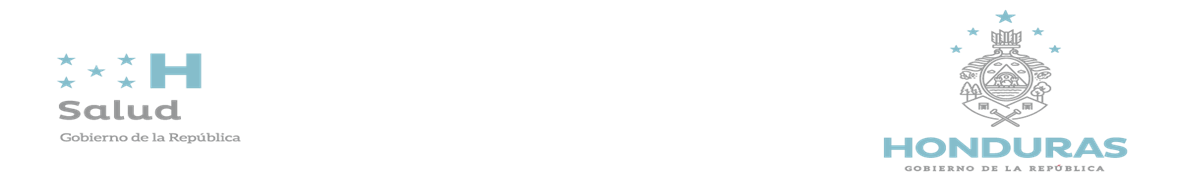 H
Salud
Gobierno de la República
HONDURAS
GOBIERNO DE LA REPÚBLICA